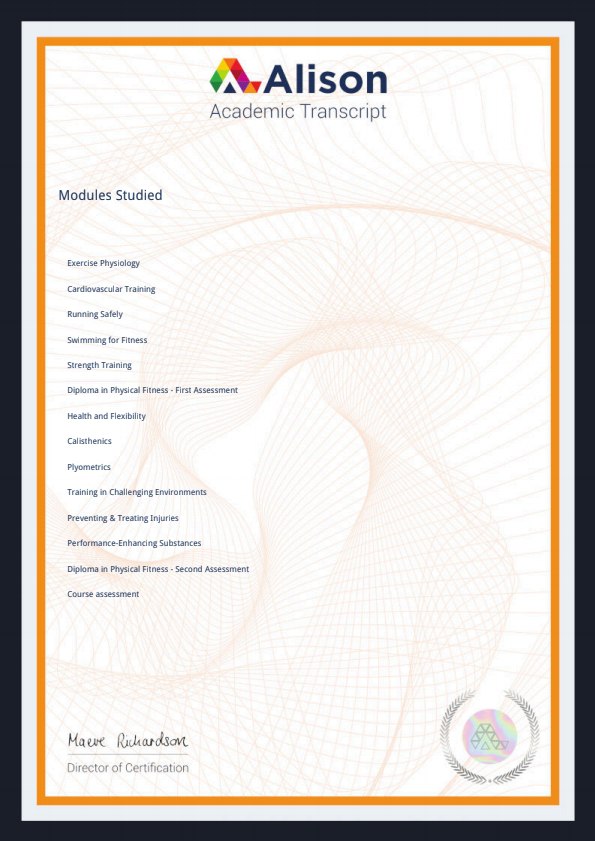 Alison
Academic Transcript
Modules Studied
Exercise Physiology
Cardiovascular Training
Running Safely
Swimming for Fitness
Strength Training
Diploma in Physical Fitness - First Assessment
Health and Flexibility
Calisthenics
Plyometrics
Training in Challenging Environments
Preventing & Treating Injuries
Performance-Enhancing Substances
Diploma in Physical Fitness - Second Assessment
Course assessment
Maeve Richardson
Director of Certification